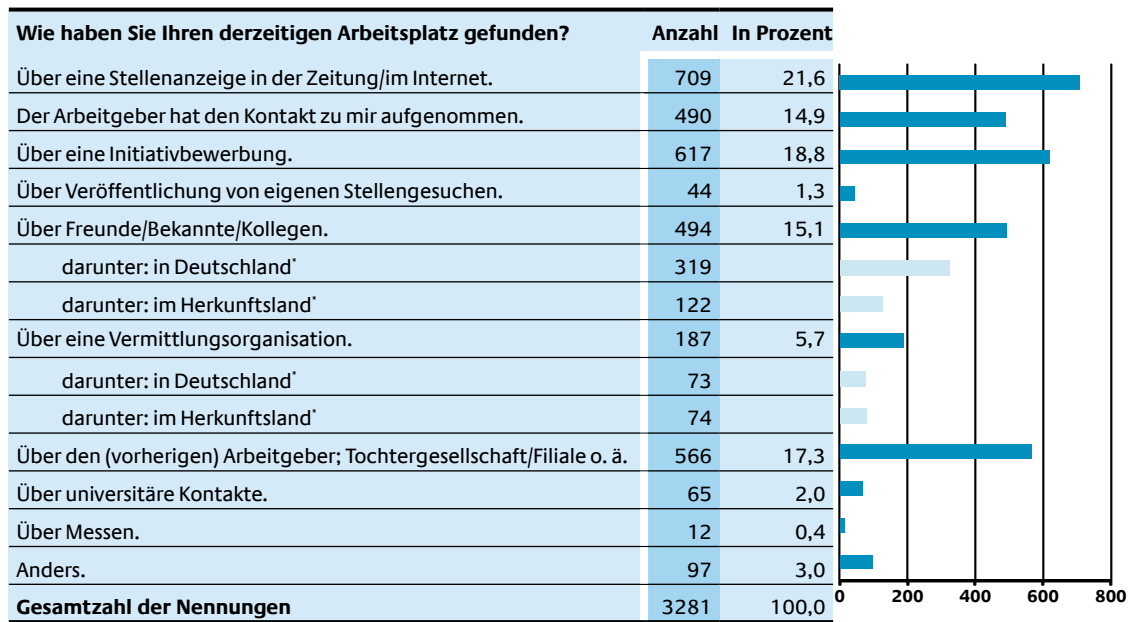 Wie haben Sie Ihren derzeitigen Arbeitsplatz gefunden? Anzahl In Prozent
Über eine Stellenanzeige in der Zeitung/im Internet. 709 21,6
Der Arbeitgeber hat den Kontakt zu mir aufgenommen. 490 14,9
Über eine Initiativbewerbung. 617 18,8
Über Veröffentlichung von eigenen Stellengesuchen. 44 1,3
Über Freunde/Bekannte/Kollegen. 494 15,1
darunter: in Deutschland* 319
darunter: im Herkunftsland* 122
Über eine Vermittlungsorganisation. 187 5,7
darunter: in Deutschland* 73
darunter: im Herkunftsland* 74
Über den (vorherigen) Arbeitgeber; Tochtergesellschaft/Filiale o. ä. 566 17,3
Über universitäre Kontakte. 65 2,0
Über Messen. 12 0,4
Anders. 97 3,0
Gesamtzahl der Nennungen 3281 100,0
0 200 400 600 800